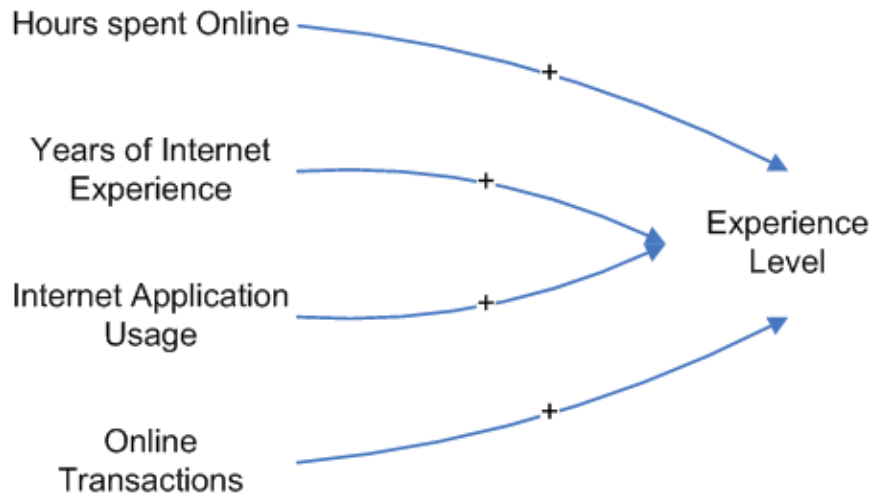 Hours spent Online
+
Years of Internet
Experience
+
Experience
Level
Internet Application
Usage
+
Online
Transactions
+